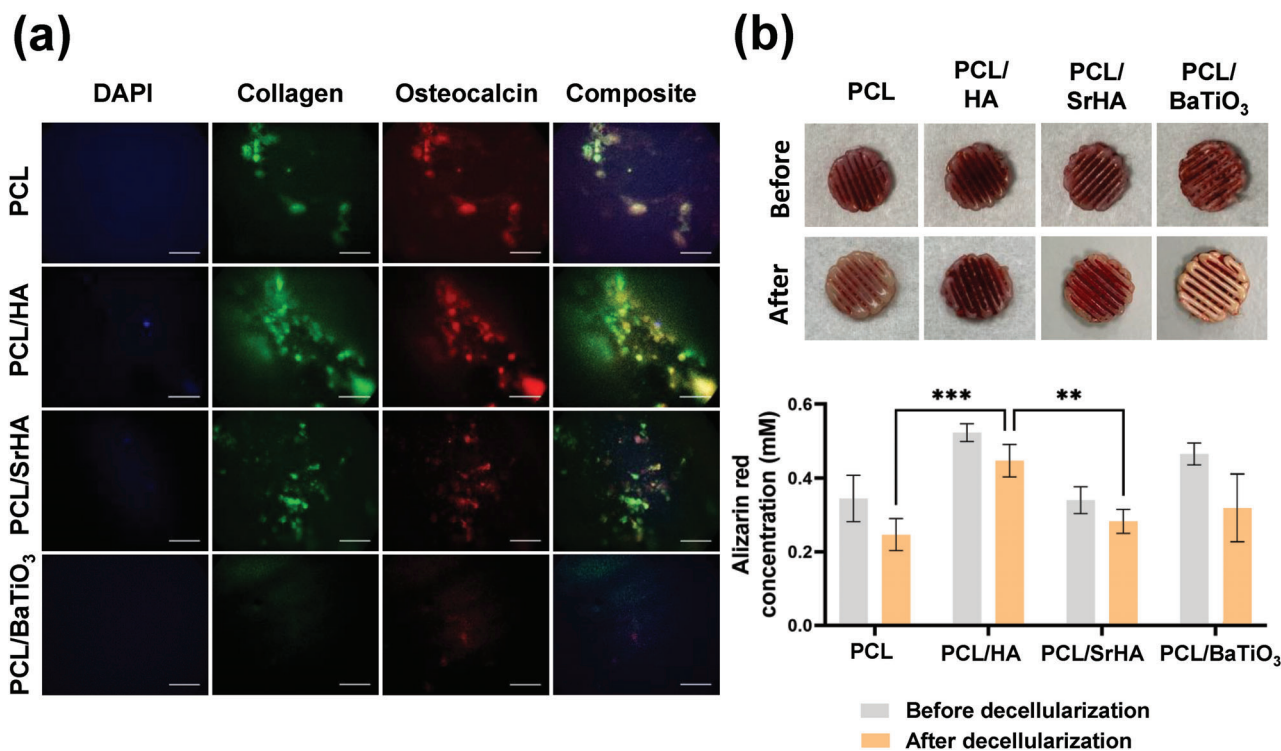 (a)
DAPI Collagen Osteocalcin Composite
PCL
PCL/HA
PCL/SrHA
PCL/BaTiO₃
(b)
PCL PCL/ PCL/ PCL/
HA SrHA BaTiO₃
Before
After
Alizarin red
concentration (mM)
0.6
0.4
0.2
0.0
*** **
PCL PCL/HA PCL/SrHA PCL/BaTiO₃
Before decellularization
After decellularization